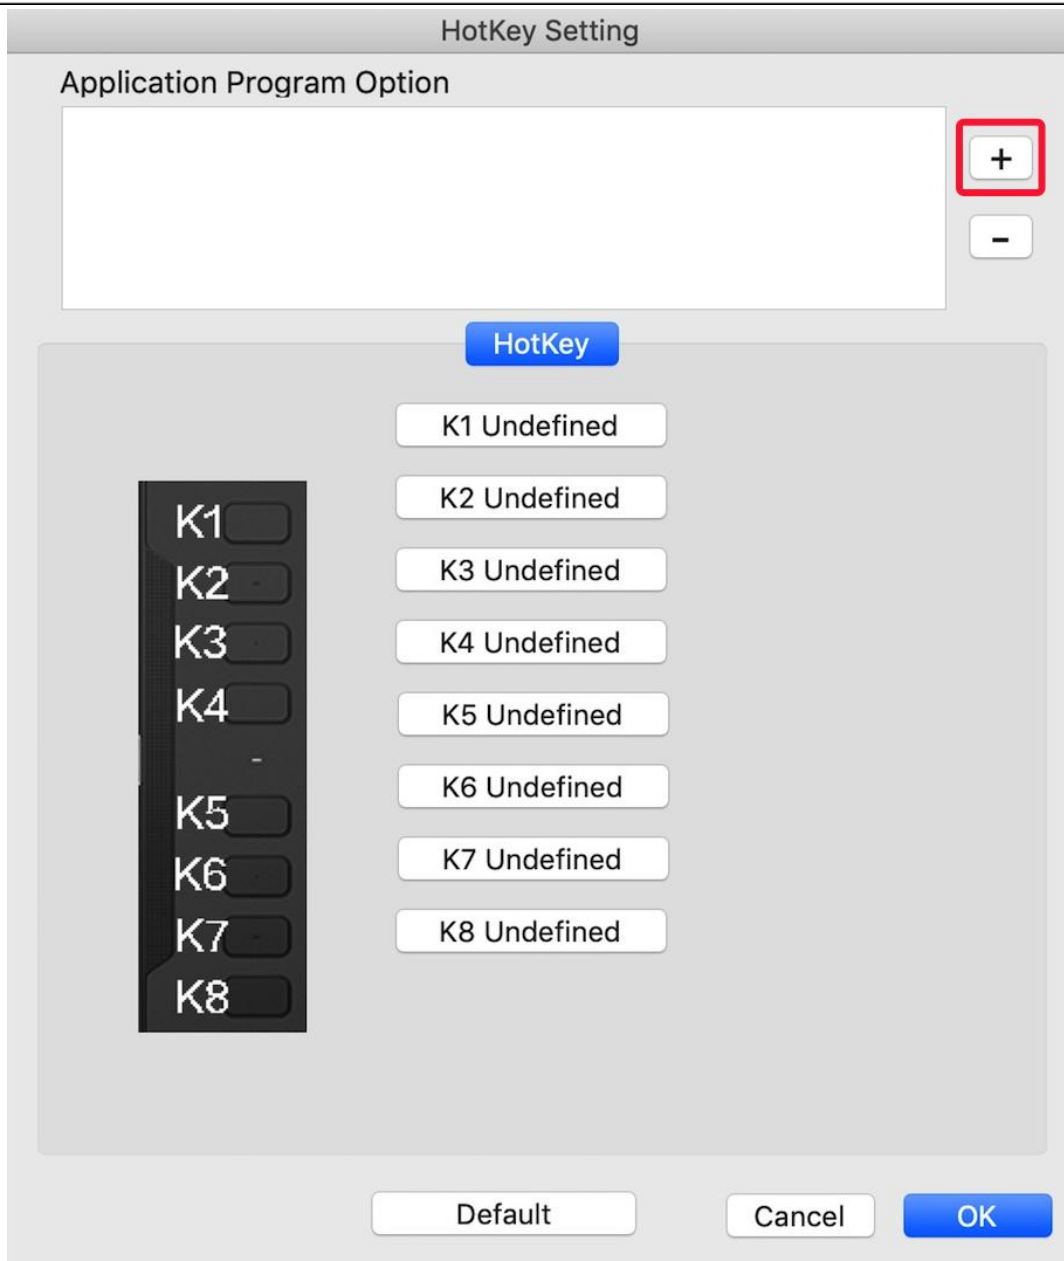 HotKey Setting
Application Program Option
+
-
HotKey
K1 Undefined
K2 Undefined
K3 Undefined
K4 Undefined
K5 Undefined
K6 Undefined
K7 Undefined
K8 Undefined
K1
K2
K3
K4
K5
K6
K7
K8
Default
Cancel
OK